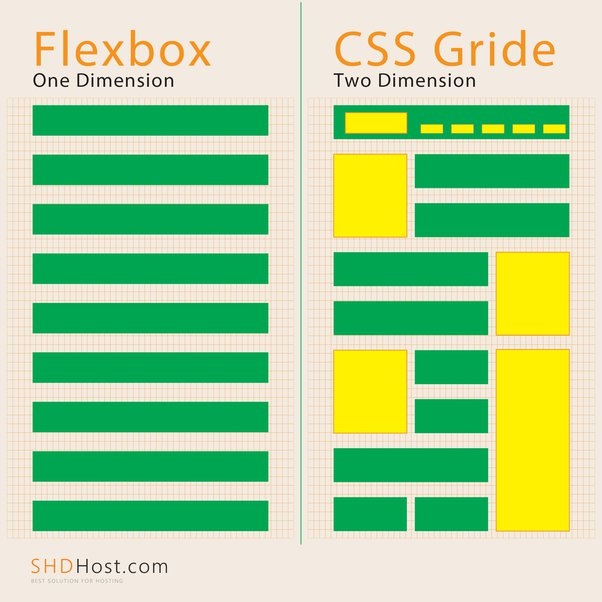 Flexbox
One Dimension
CSS Gride
Two Dimension
SHDHost.com
BEST SOLUTION FOR HOSTING